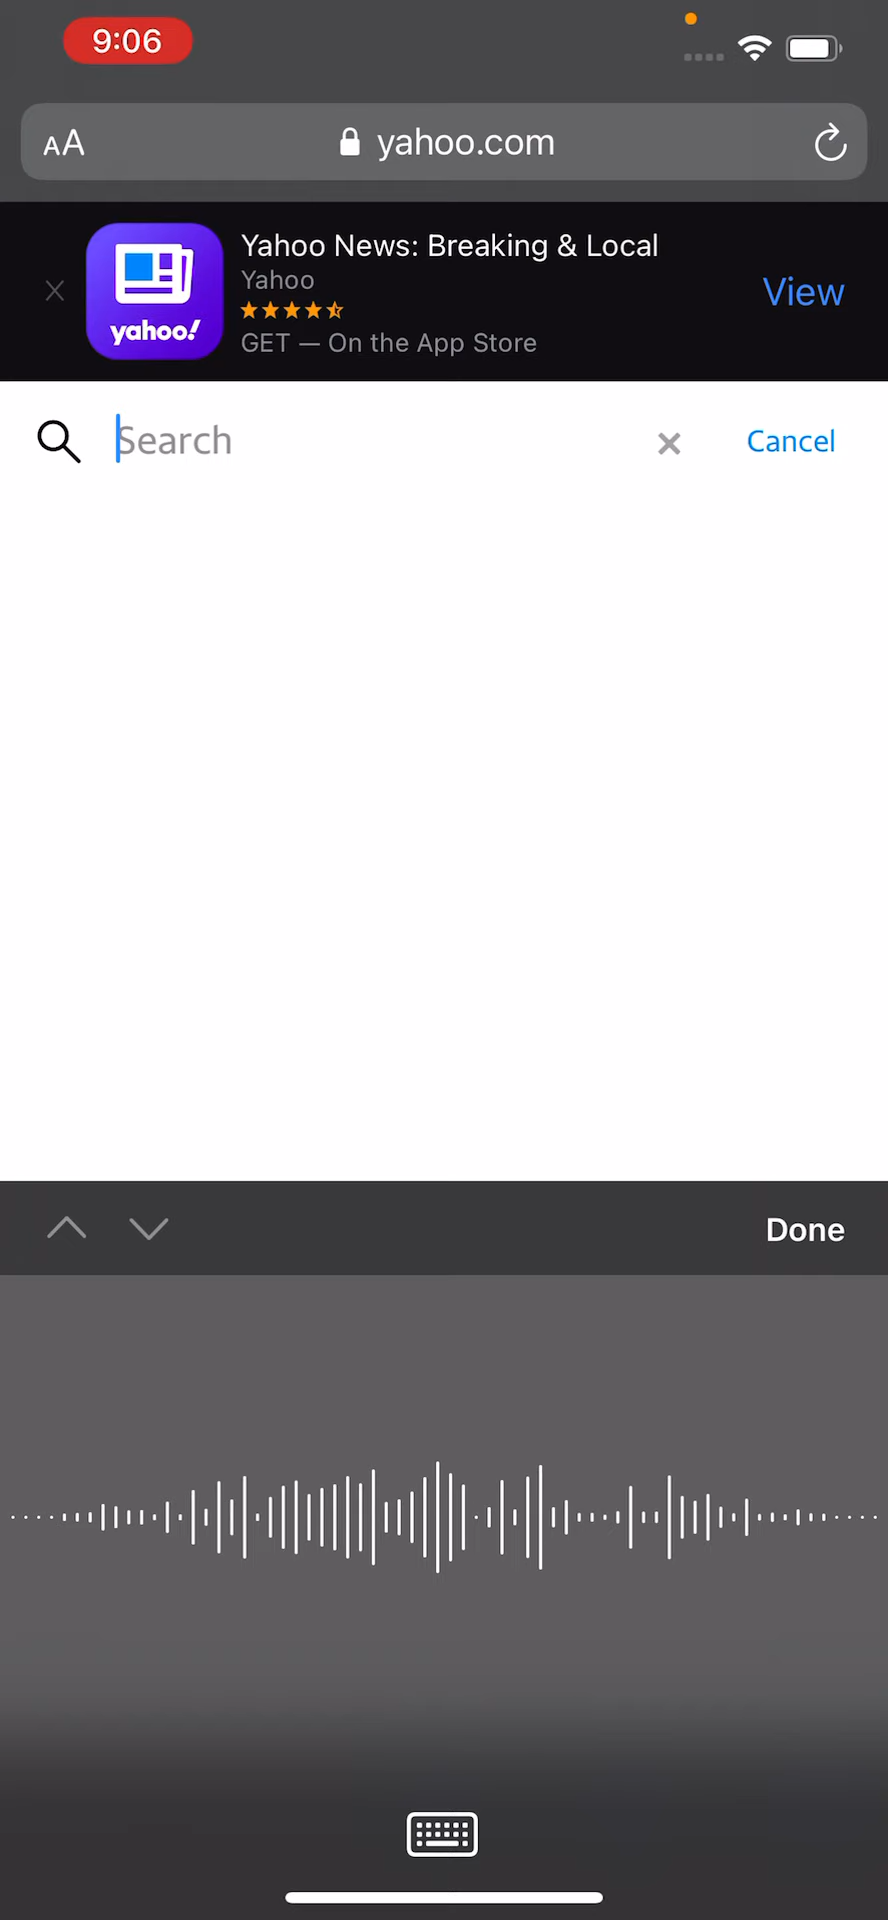 9:06
AA yahoo.com
Yahoo News: Breaking & Local
Yahoo
GET — On the App Store
View
yahoo!
Search
Cancel
Done